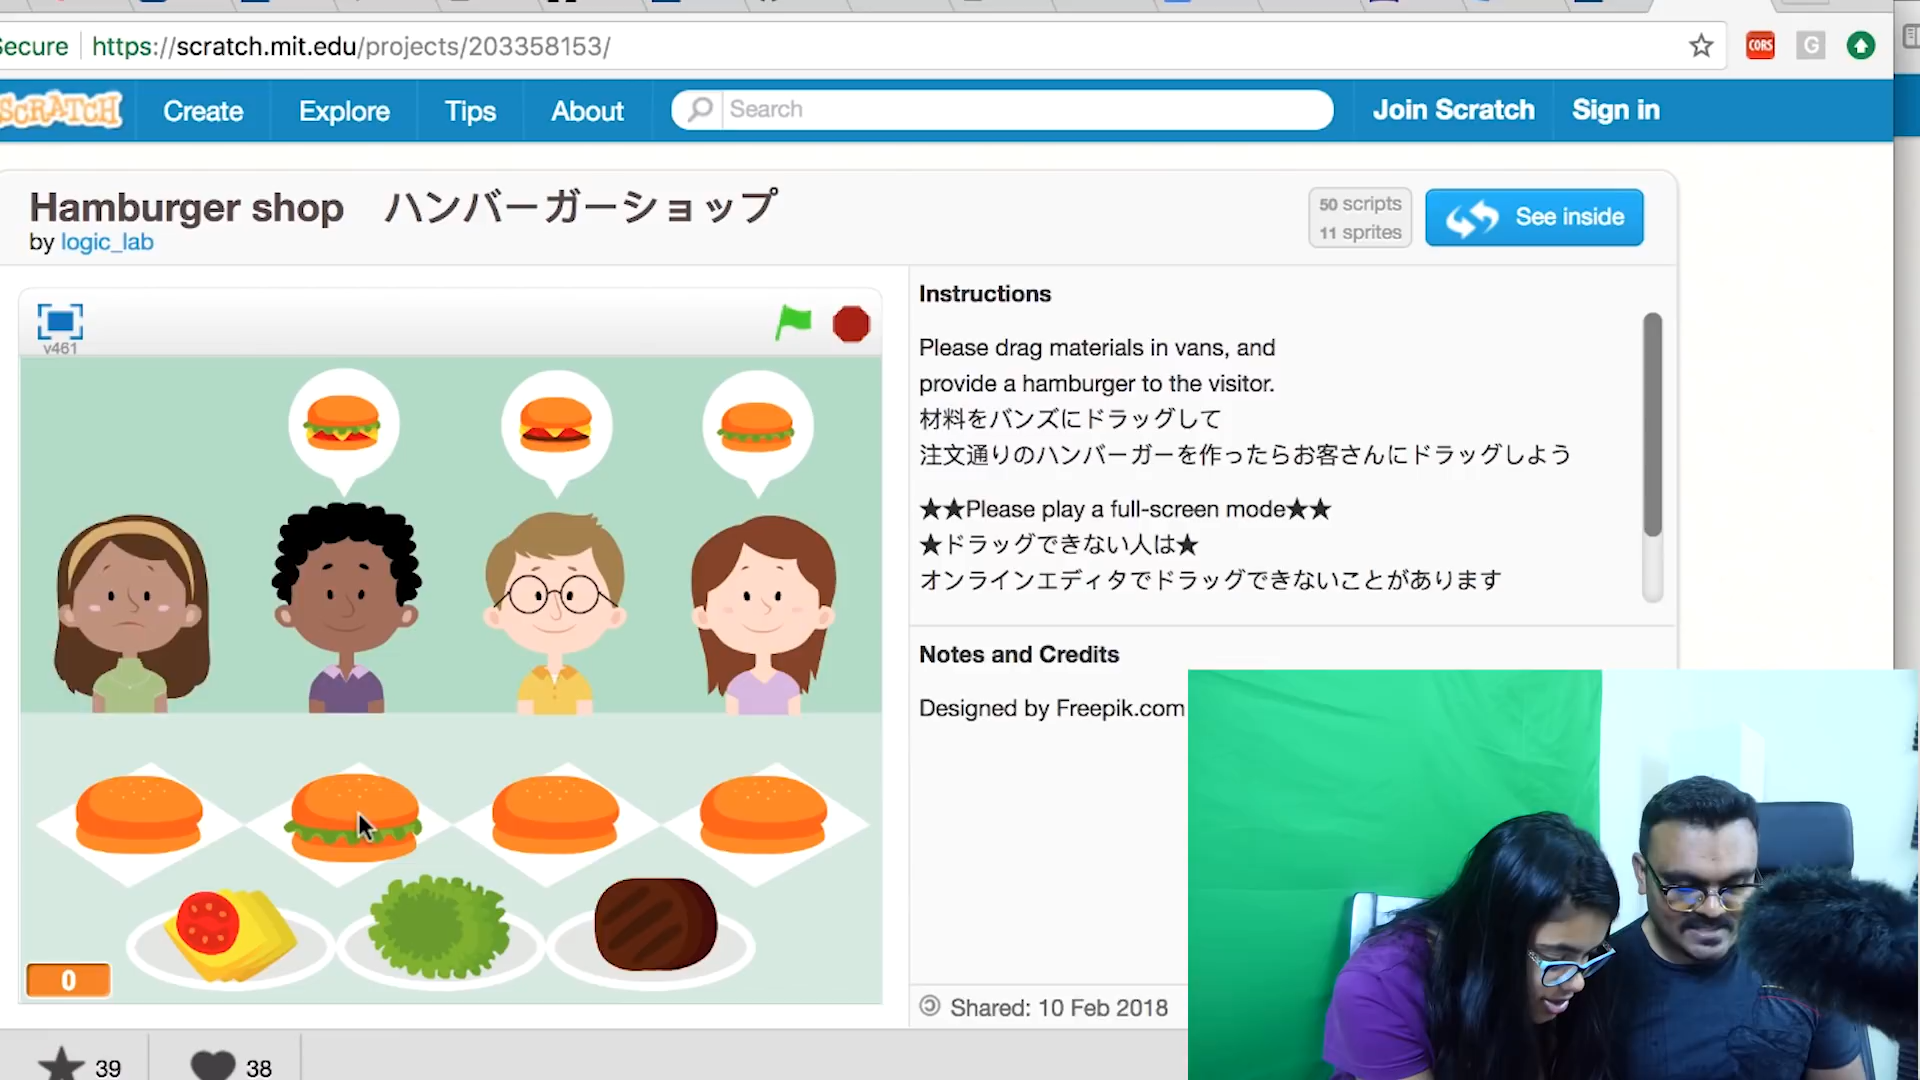 Secure
https://scratch.mit.edu/projects/203358153/
CORS
G
SCRATCH
Create
Explore
Tips
About
Search
Join Scratch
Sign in
Hamburger shop ハンバーガーショップ
by logic_lab
50 scripts
11 sprites
See inside
v461
Instructions
Please drag materials in vans, and
provide a hamburger to the visitor.
材料をバンズにドラッグして
注文通りのハンバーガーを作ったらお客さんにドラッグしよう
★★Please play a full-screen mode★★
★ドラッグできない人は★
オンラインエディタでドラッグできないことがあります
Notes and Credits
Designed by Freepik.com
0
Shared: 10 Feb 2018
39
38